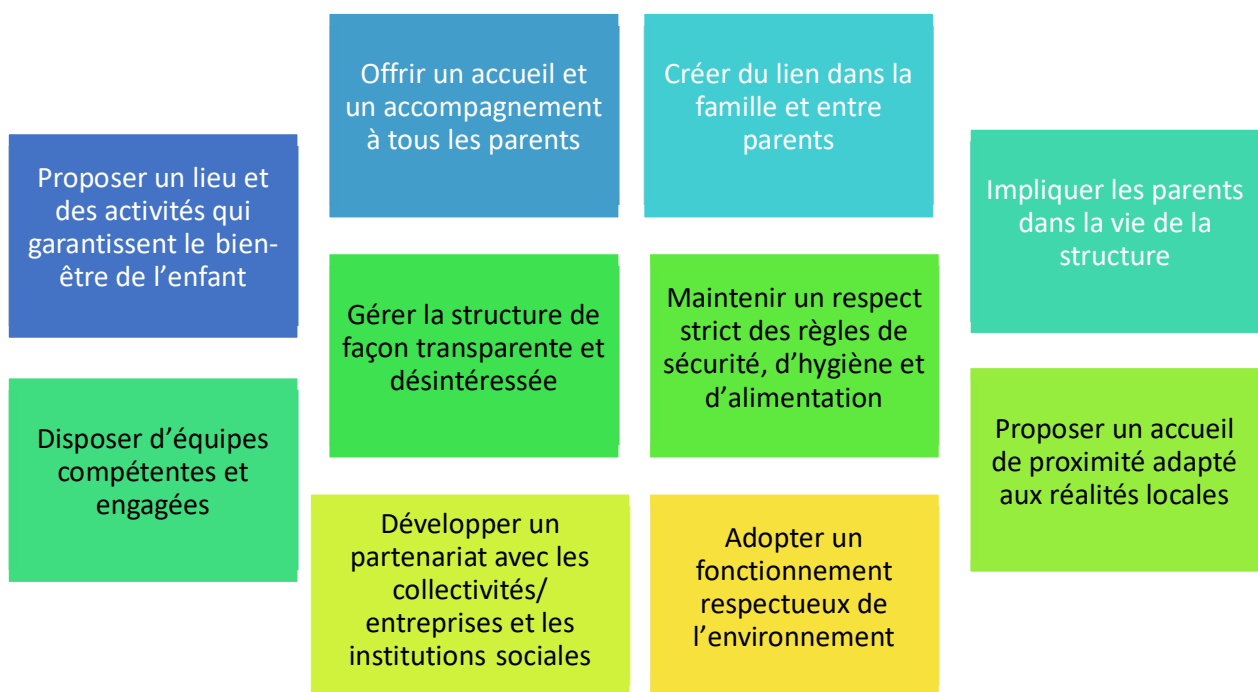 Offrir un accueil et
un accompagnement
à tous les parents
Créer du lien dans la
famille et entre
parents
Proposer un lieu et
des activités qui
garantissent le bien-
être de l’enfant
Impliquer les parents
dans la vie de la
structure
Gérer la structure de
façon transparente et
désintéressée
Maintenir un respect
strict des règles de
sécurité, d’hygiène et
d’alimentation
Disposer d’équipes
compétentes et
engagées
Proposer un accueil
de proximité adapté
aux réalités locales
Développer un
partenariat avec les
collectivités/
entreprises et les
institutions sociales
Adopter un
fonctionnement
respectueux de
l’environnement